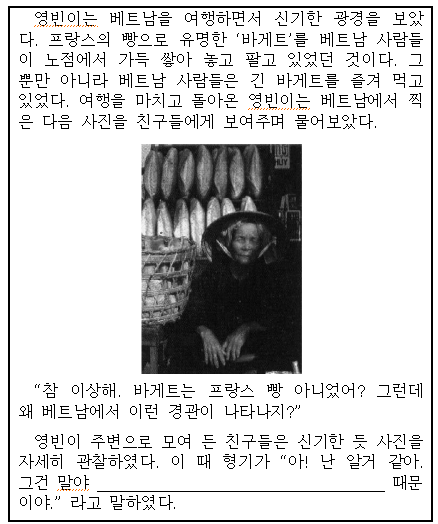 영빈이는 베트남을 여행하면서 신기한 광경을 보았
다. 프랑스의 빵으로 유명한 ‘바게트’를 베트남 사람들
이 노점에서 가득 쌓아 놓고 팔고 있었던 것이다. 그
뿐만 아니라 베트남 사람들은 긴 바게트를 즐겨 먹고
있었다. 여행을 마치고 돌아온 영빈이는 베트남에서 찍
은 다음 사진을 친구들에게 보여주며 물어보았다.
“참 이상해. 바게트는 프랑스 빵 아니었어? 그런데
왜 베트남에서 이런 경관이 나타나지?”
영빈이 주변으로 모여 든 친구들은 신기한 듯 사진을
자세히 관찰하였다. 이 때 형기가 “아! 난 알거 같아.
그건 말야 ______________________________ 때문
이야.” 라고 말하였다.